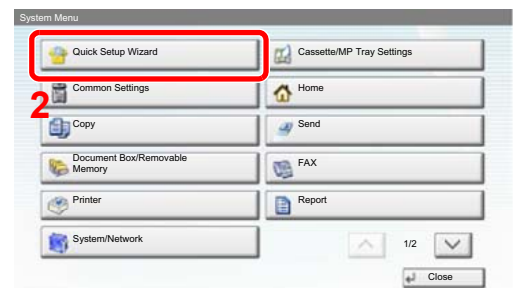 System Menu
Quick Setup Wizard
Cassette/MP Tray Settings
2
Common Settings
Home
Copy
Send
Document Box/Removable
Memory
FAX
Printer
Report
System/Network
1/2
Close